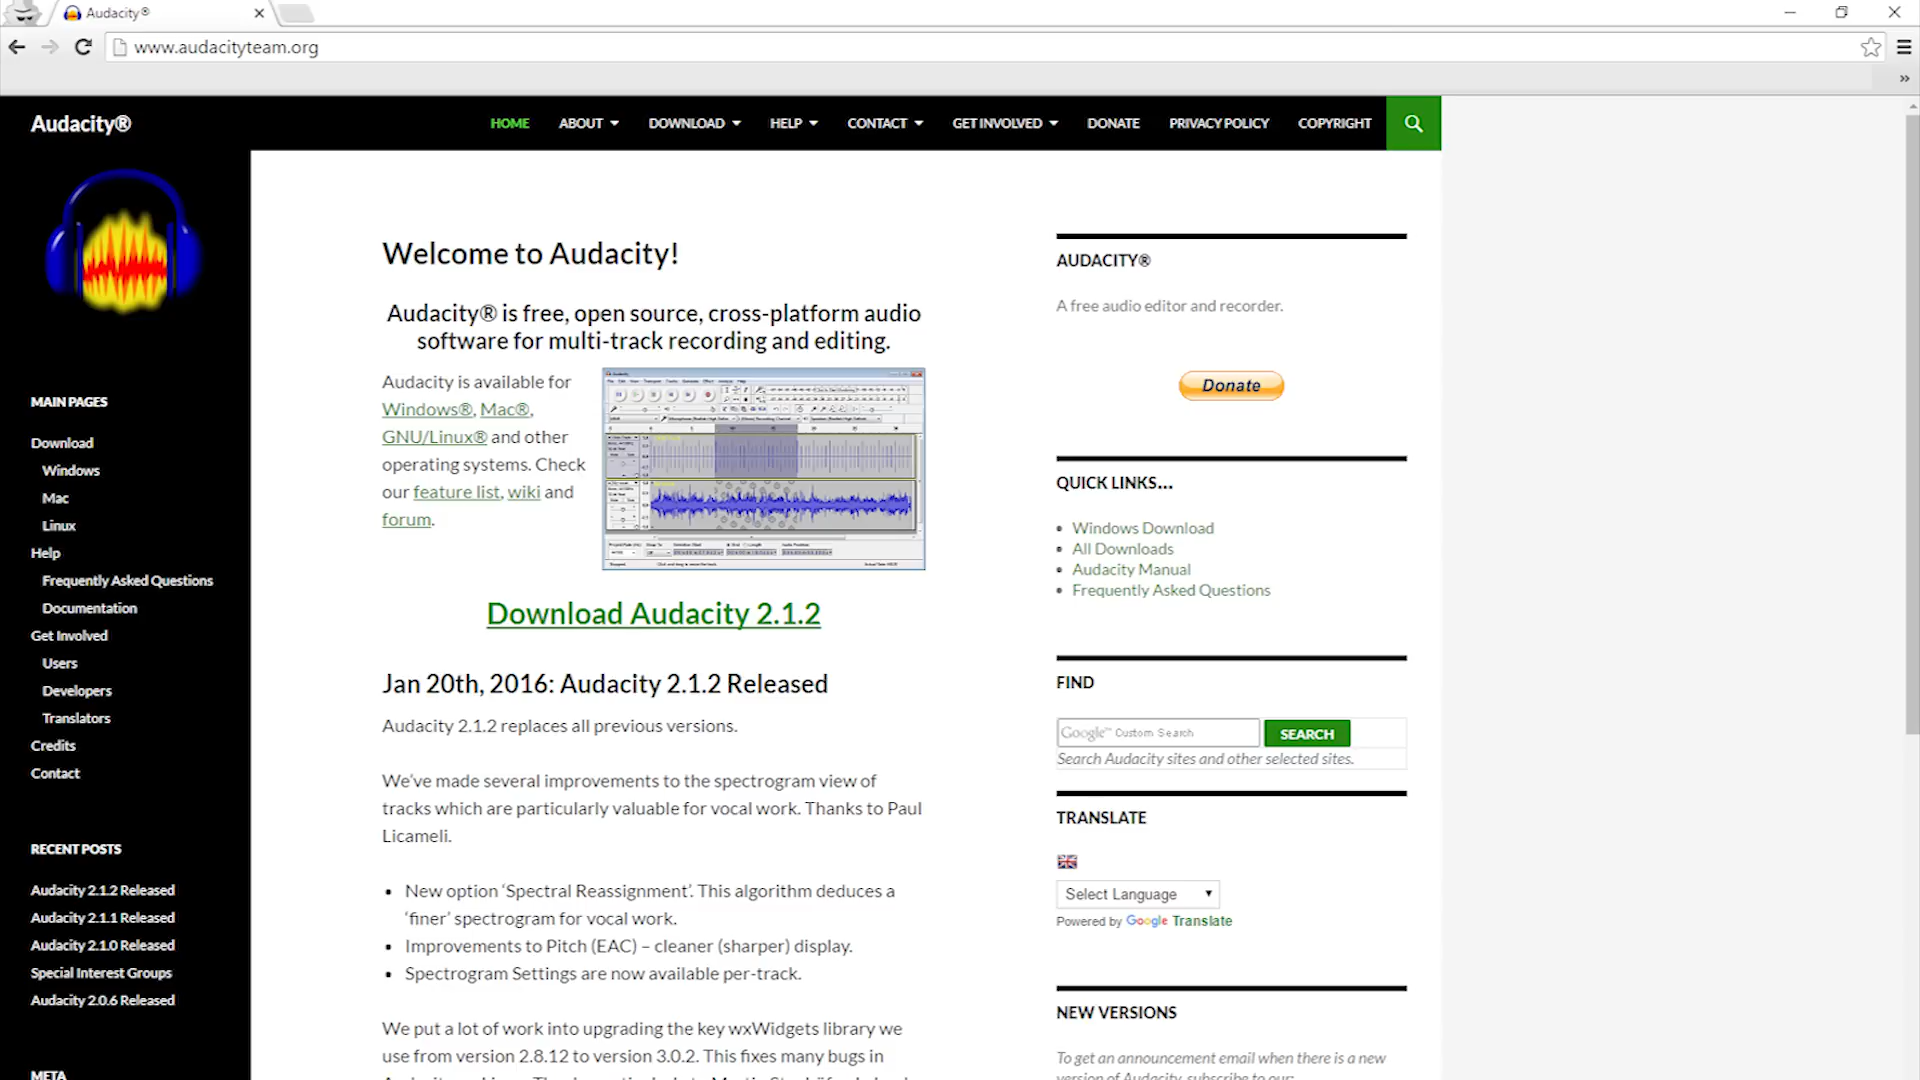 Audacity®
www.audacityteam.org
»
Audacity®
HOME
ABOUT
DOWNLOAD
HELP
CONTACT
GET INVOLVED
DONATE
PRIVACY POLICY
COPYRIGHT
MAIN PAGES
Download
Windows
Mac
Linux
Help
Frequently Asked Questions
Documentation
Get Involved
Users
Developers
Translators
Credits
Contact
RECENT POSTS
Audacity 2.1.2 Released
Audacity 2.1.1 Released
Audacity 2.1.0 Released
Special Interest Groups
Audacity 2.0.6 Released
META
Welcome to Audacity!
Audacity® is free, open source, cross-platform audio
software for multi-track recording and editing.
Audacity is available for
Windows®, Mac®,
GNU/Linux® and other
operating systems. Check
our feature list, wiki and
forum.
Download Audacity 2.1.2
Jan 20th, 2016: Audacity 2.1.2 Released
Audacity 2.1.2 replaces all previous versions.
We’ve made several improvements to the spectrogram view of
tracks which are particularly valuable for vocal work. Thanks to Paul
Licameli.
• New option ‘Spectral Reassignment’. This algorithm deduces a
‘finer’ spectrogram for vocal work.
• Improvements to Pitch (EAC) – cleaner (sharper) display.
• Spectrogram Settings are now available per-track.
We put a lot of work into upgrading the key wxWidgets library we
use from version 2.8.12 to version 3.0.2. This fixes many bugs in
AUDACITY®
A free audio editor and recorder.
Donate
QUICK LINKS...
• Windows Download
• All Downloads
• Audacity Manual
• Frequently Asked Questions
FIND
Google™ Custom Search
SEARCH
Search Audacity sites and other selected sites.
TRANSLATE
Select Language
Powered by Google Translate
NEW VERSIONS
To get an announcement email when there is a new
version of Audacity, subscribe to our: